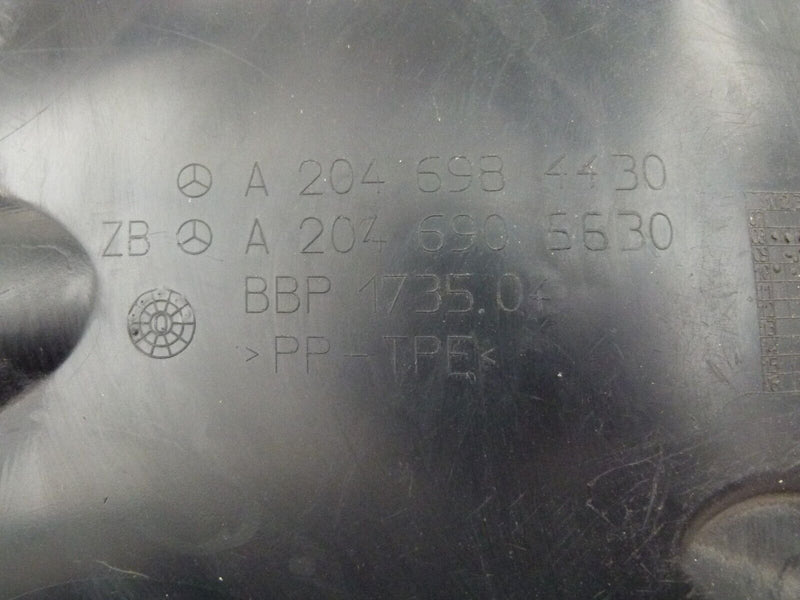 A 204 698 4430
ZB A 204 690 5630
BBP 1735 04
Q
>PP-TPE<